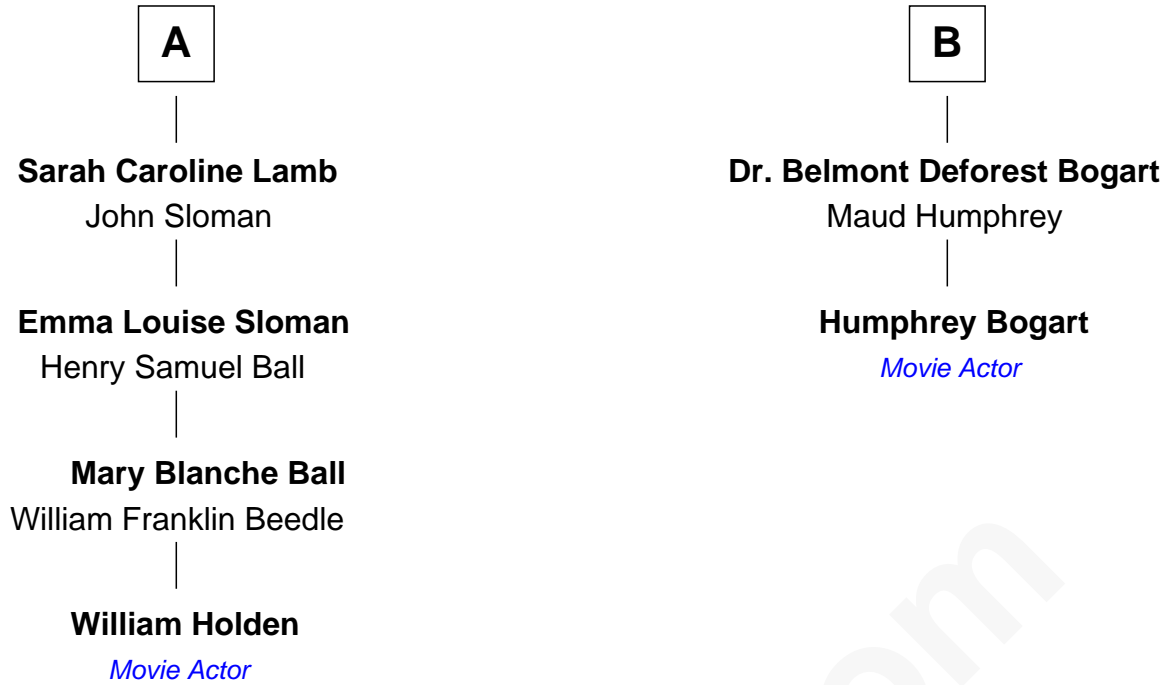 A
Sarah Caroline Lamb
John Sloman
Emma Louise Sloman
Henry Samuel Ball
Mary Blanche Ball
William Franklin Beedle
William Holden
Movie Actor
B
Dr. Belmont Deforest Bogart
Maud Humphrey
Humphrey Bogart
Movie Actor
om